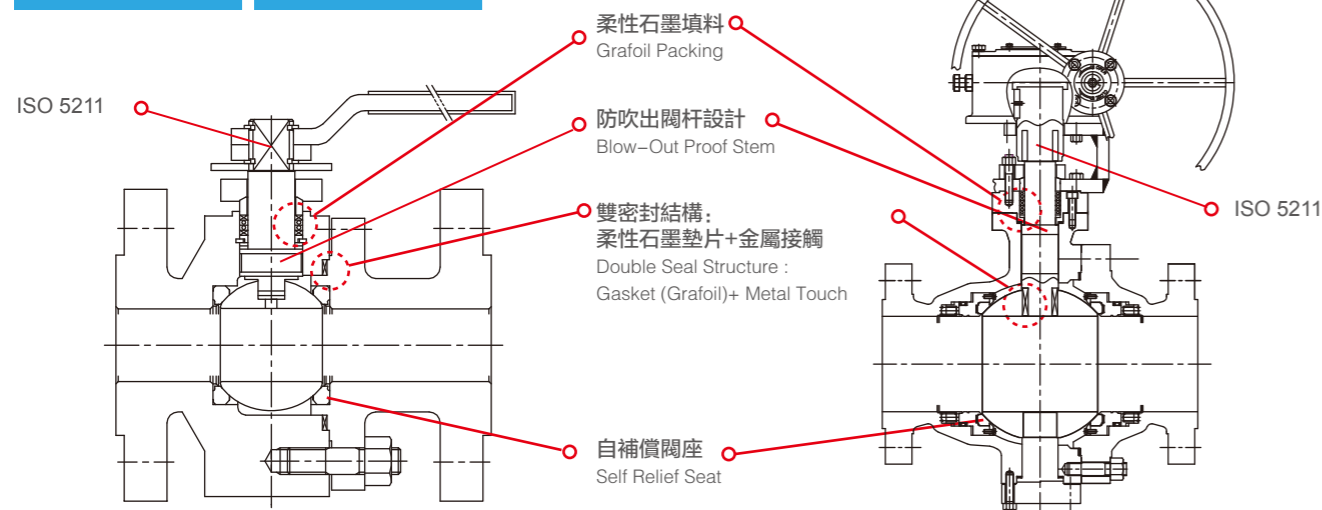 柔性石墨填料
Grafoil Packing
ISO 5211
防吹出閥杆設計
Blow-Out Proof Stem
雙密封結構：
柔性石墨墊片+金屬接觸
Double Seal Structure :
Gasket (Grafoil)+ Metal Touch
ISO 5211
自補償閥座
Self Relief Seat